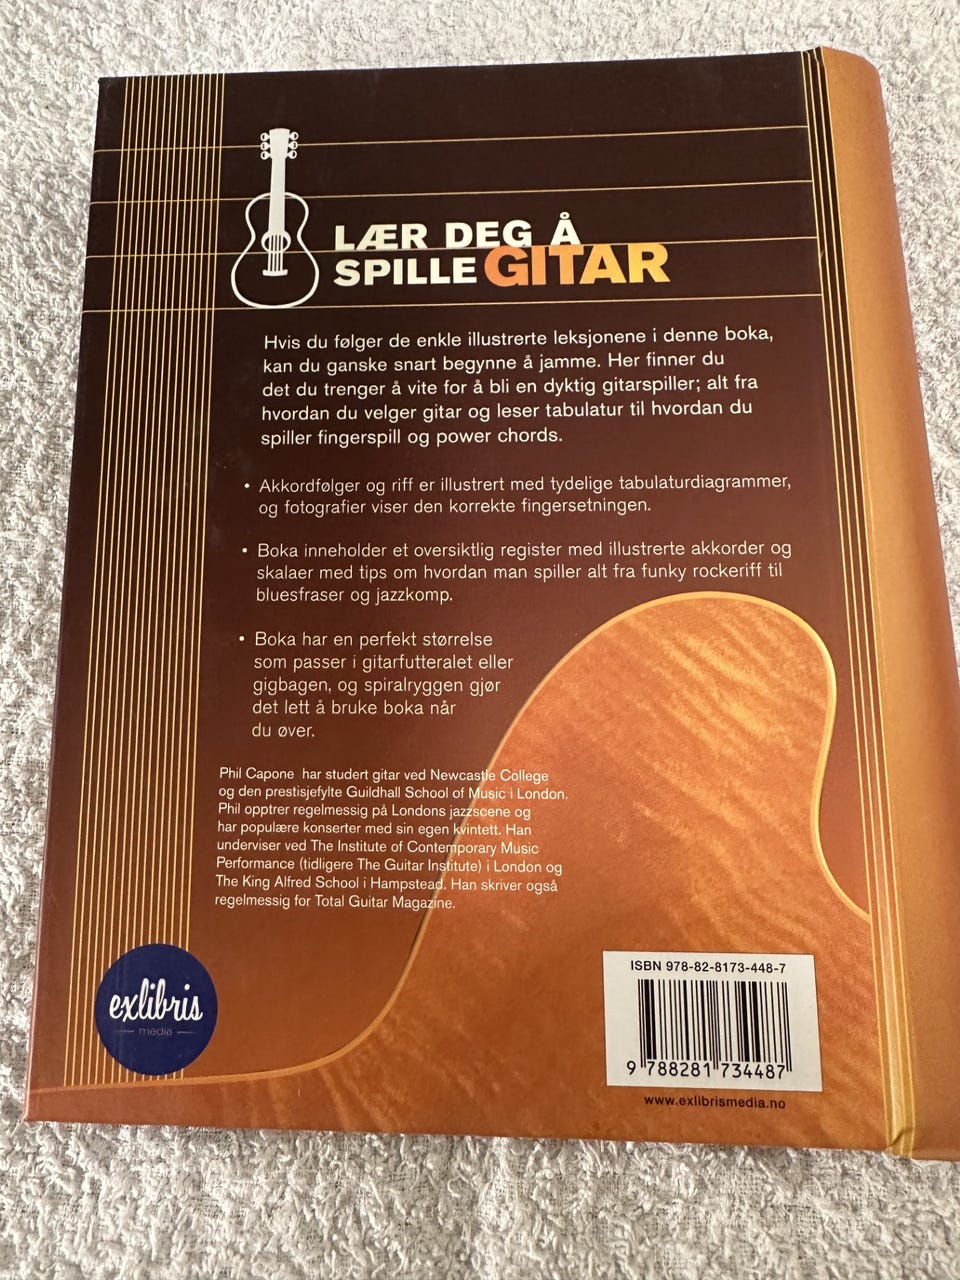 LÆR DEG Å
SPILLE GITAR
Hvis du følger de enkle illustrerte leksjonene i denne boka,
kan du ganske snart begynne å jamme. Her finner du
det du trenger å vite for å bli en dyktig gitarspiller; alt fra
hvordan du velger gitar og leser tabulatur til hvordan du
spiller fingerspill og power chords.
• Akkordfølger og riff er illustrert med tydelige tabulaturdiagrammer,
og fotografier viser den korrekte fingersetningen.
• Boka inneholder et oversiktlig register med illustrerte akkorder og
skalaer med tips om hvordan man spiller alt fra funky rockeriff til
bluesfraser og jazzkomp.
• Boka har en perfekt størrelse
som passer i gitarfutteralet eller
gigbagen, og spiralryggen gjør
det lett å bruke boka når
du øver.
Phil Capone har studert gitar ved Newcastle College
og den prestisjefylte Guildhall School of Music i London.
Phil opptrer regelmessig på Londons jazzscene og
har populære konserter med sin egen kvintett. Han
underviser ved The Institute of Contemporary Music
Performance (tidligere The Guitar Institute) i London og
The King Alfred School i Hampstead. Han skriver også
regelmessig for Total Guitar Magazine.
exlibris
media
ISBN 978-82-8173-448-7
9 788281 734487
www.exlibrismedia.no